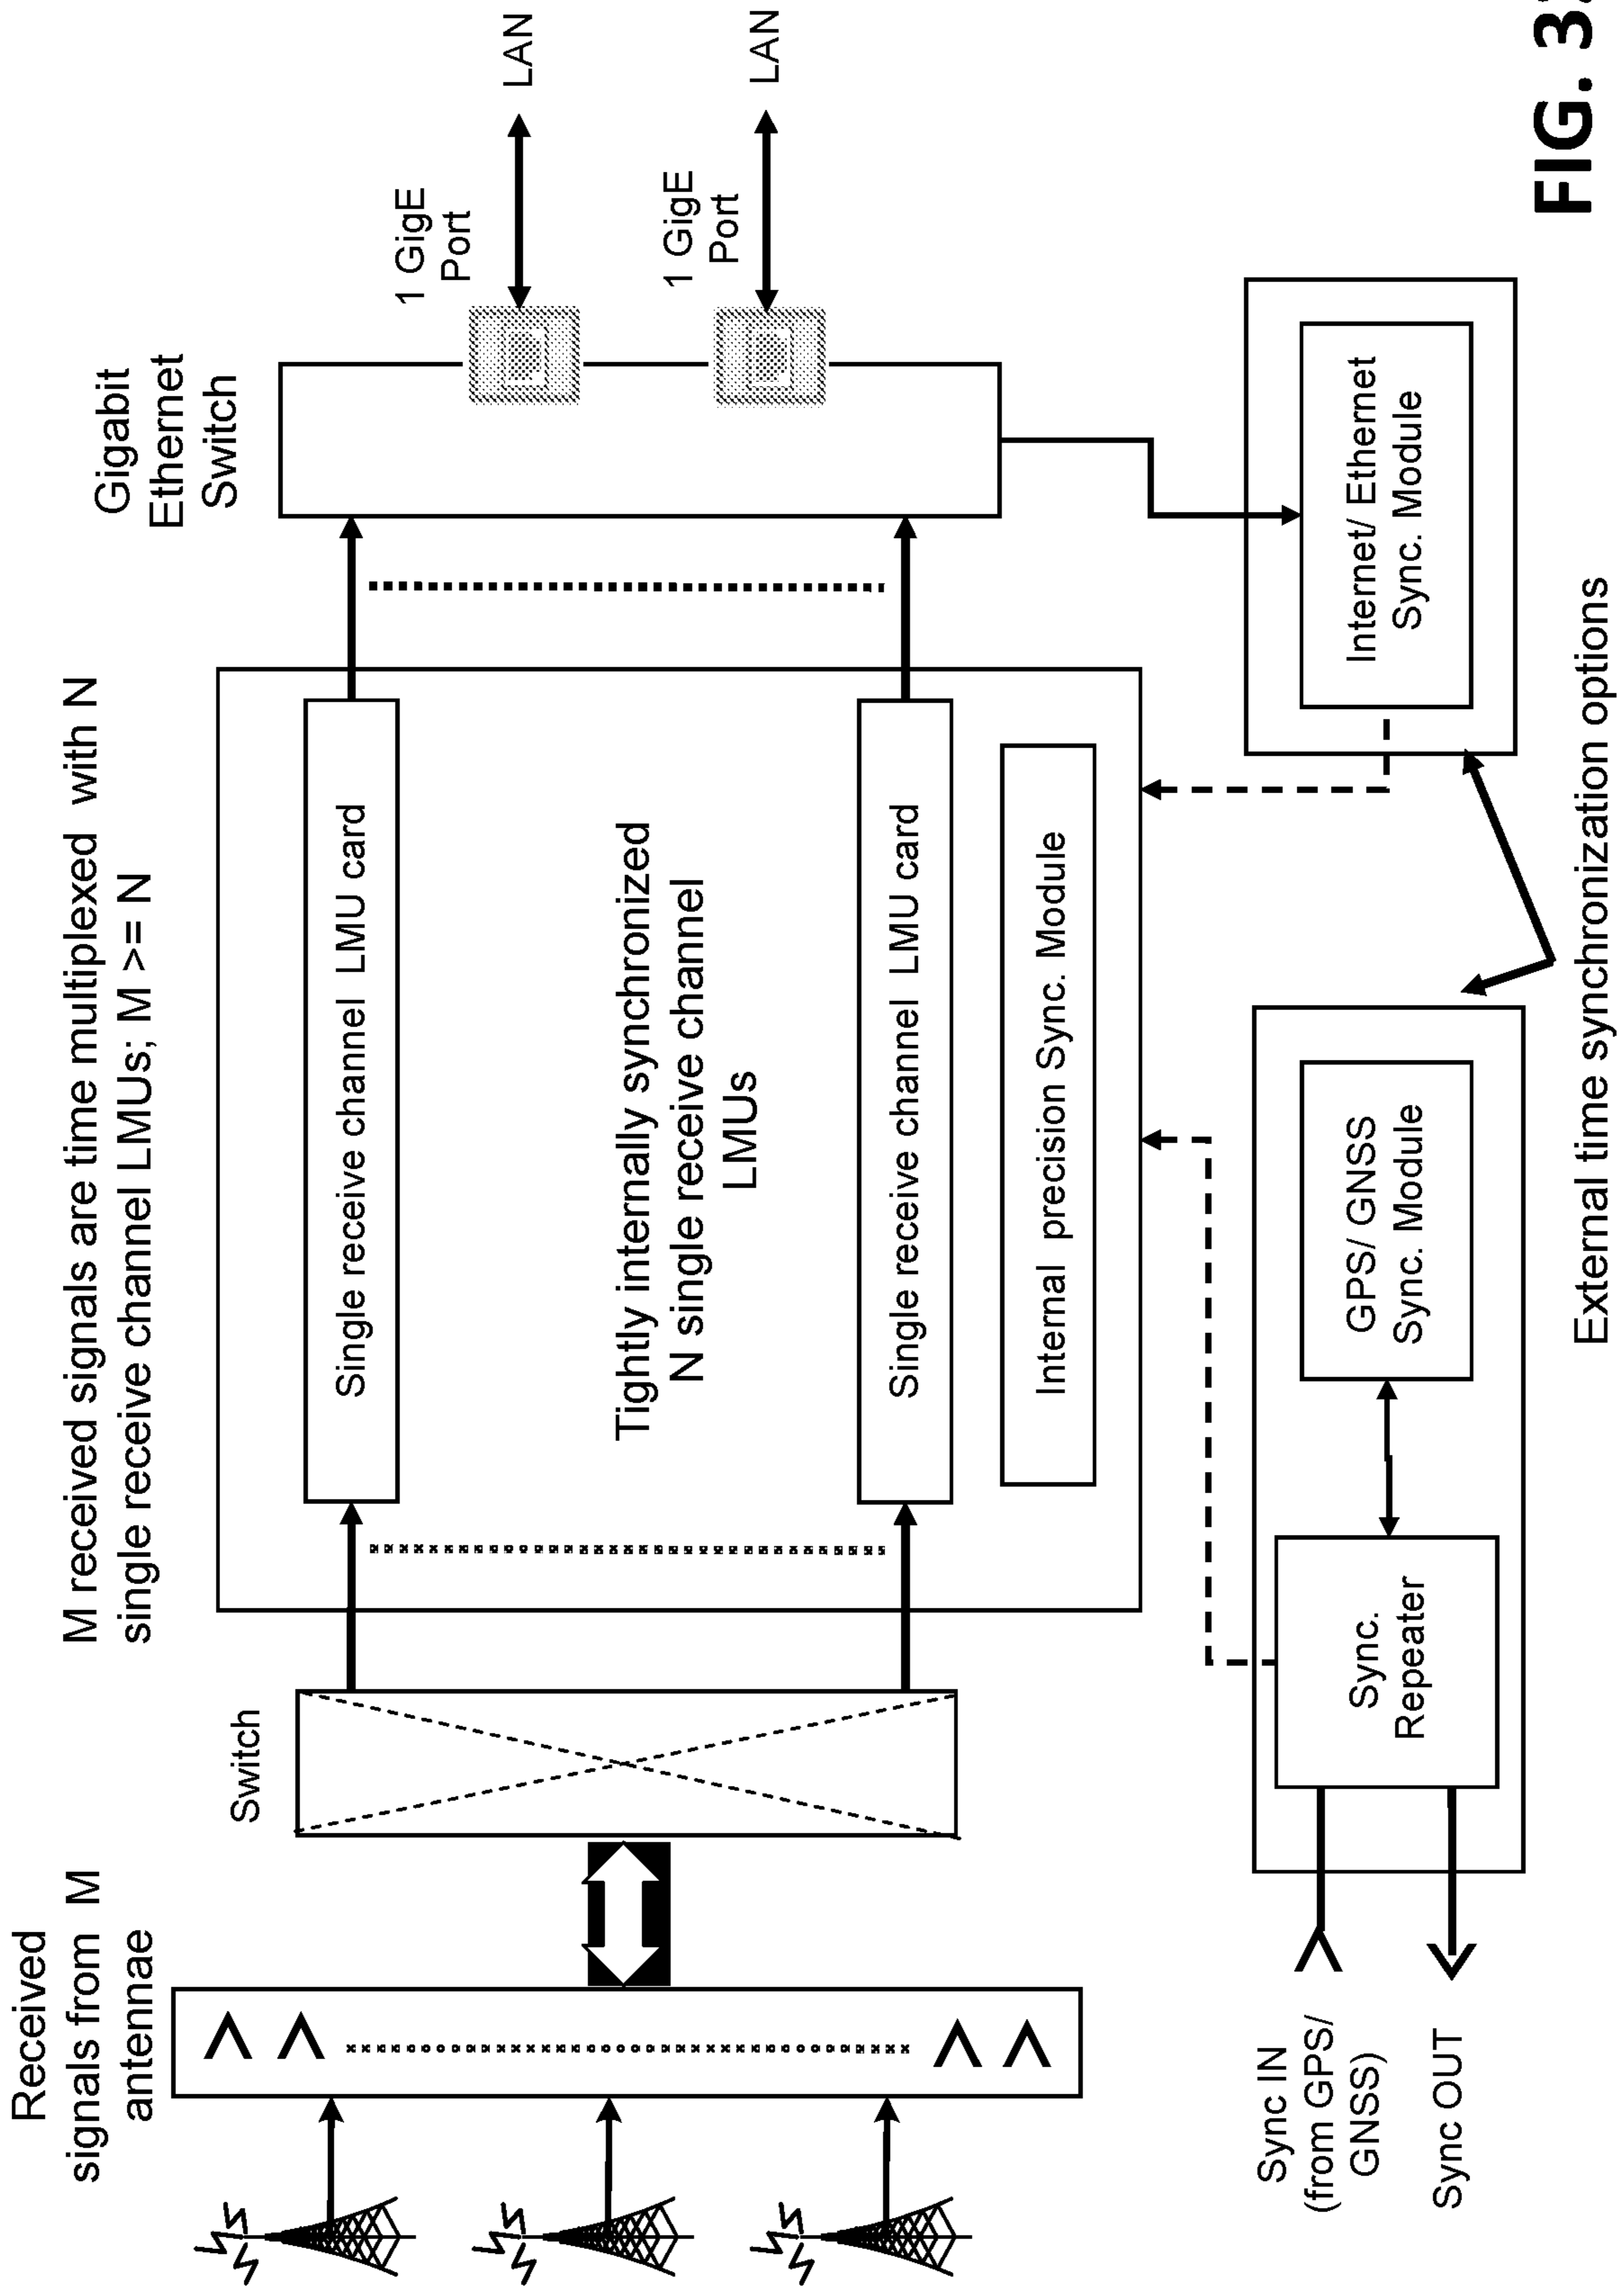 M received signals are time multiplexed with N
single receive channel LMUs; M >= N
Received
signals from M
antennae
Switch
Single receive channel LMU card
Tightly internally synchronized
N single receive channel
LMUs
Single receive channel LMU card
Internal precision Sync. Module
Gigabit
Ethernet
Switch
1 GigE
Port
LAN
1 GigE
Port
LAN
Sync IN
(from GPS/
GNSS)
Sync OUT
Sync.
Repeater
GPS/ GNSS
Sync. Module
Internet/ Ethernet
Sync. Module
External time synchronization options
FIG. 3